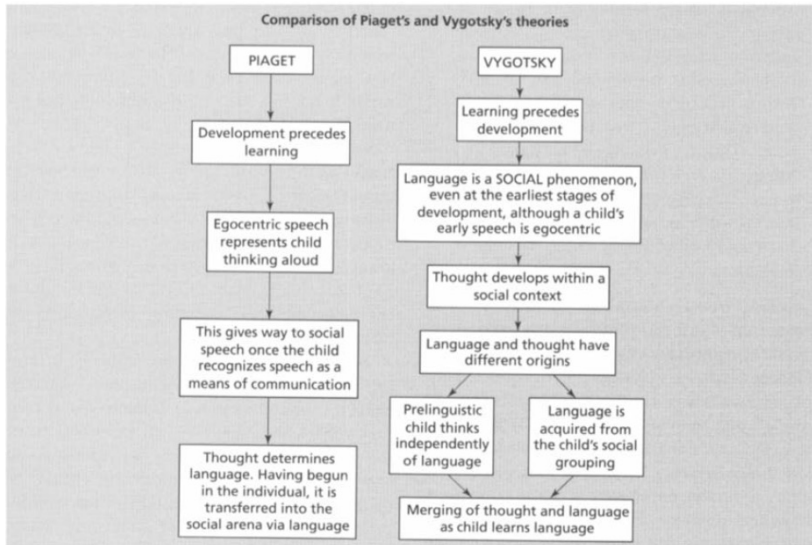 Comparison of Piaget's and Vygotsky's theories
PIAGET
Development precedes
learning
Egocentric speech
represents child
thinking aloud
This gives way to social
speech once the child
recognizes speech as a
means of communication
Thought determines
language. Having begun
in the individual, it is
transferred into the
social arena via language
VYGOTSKY
Learning precedes
development
Language is a SOCIAL phenomenon,
even at the earliest stages of
development, although a child's
early speech is egocentric
Thought develops within a
social context
Language and thought have
different origins
Prelinguistic
child thinks
independently
of language
Language is
acquired from
the child's social
grouping
Merging of thought and language
as child learns language